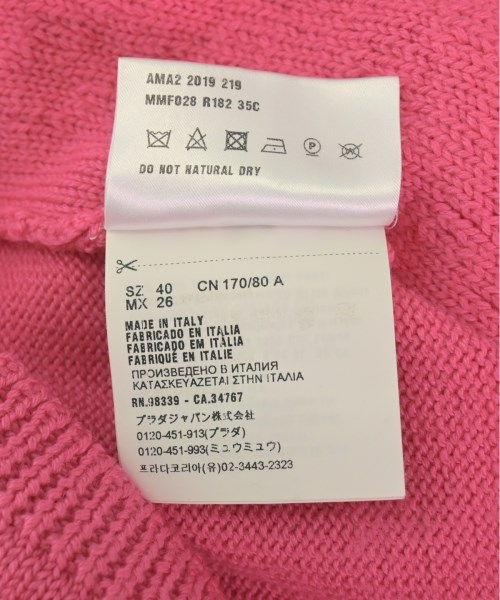 AMA2 2019 219
MMF028 R182 35C
DO NOT NATURAL DRY
SZ 40 CN 170/80 A
MX 26
MADE IN ITALY
FABRICADO EN ITALIA
FABRICADO EM ITÁLIA
FABRIQUÉ EN ITALIE
ПРОИЗВЕДЕНО В ИТАЛИЯ
ΚΑΤΑΣΚΕΥΑΖΕΤΑΙ ΣΤΗΝ ΙΤΑΛΙΑ
RN.98339 - CA.34767
プラダジャパン株式会社
0120-451-913(プラダ)
0120-451-993(ミュウミュウ)
프라다코리아(유)02-3443-2323